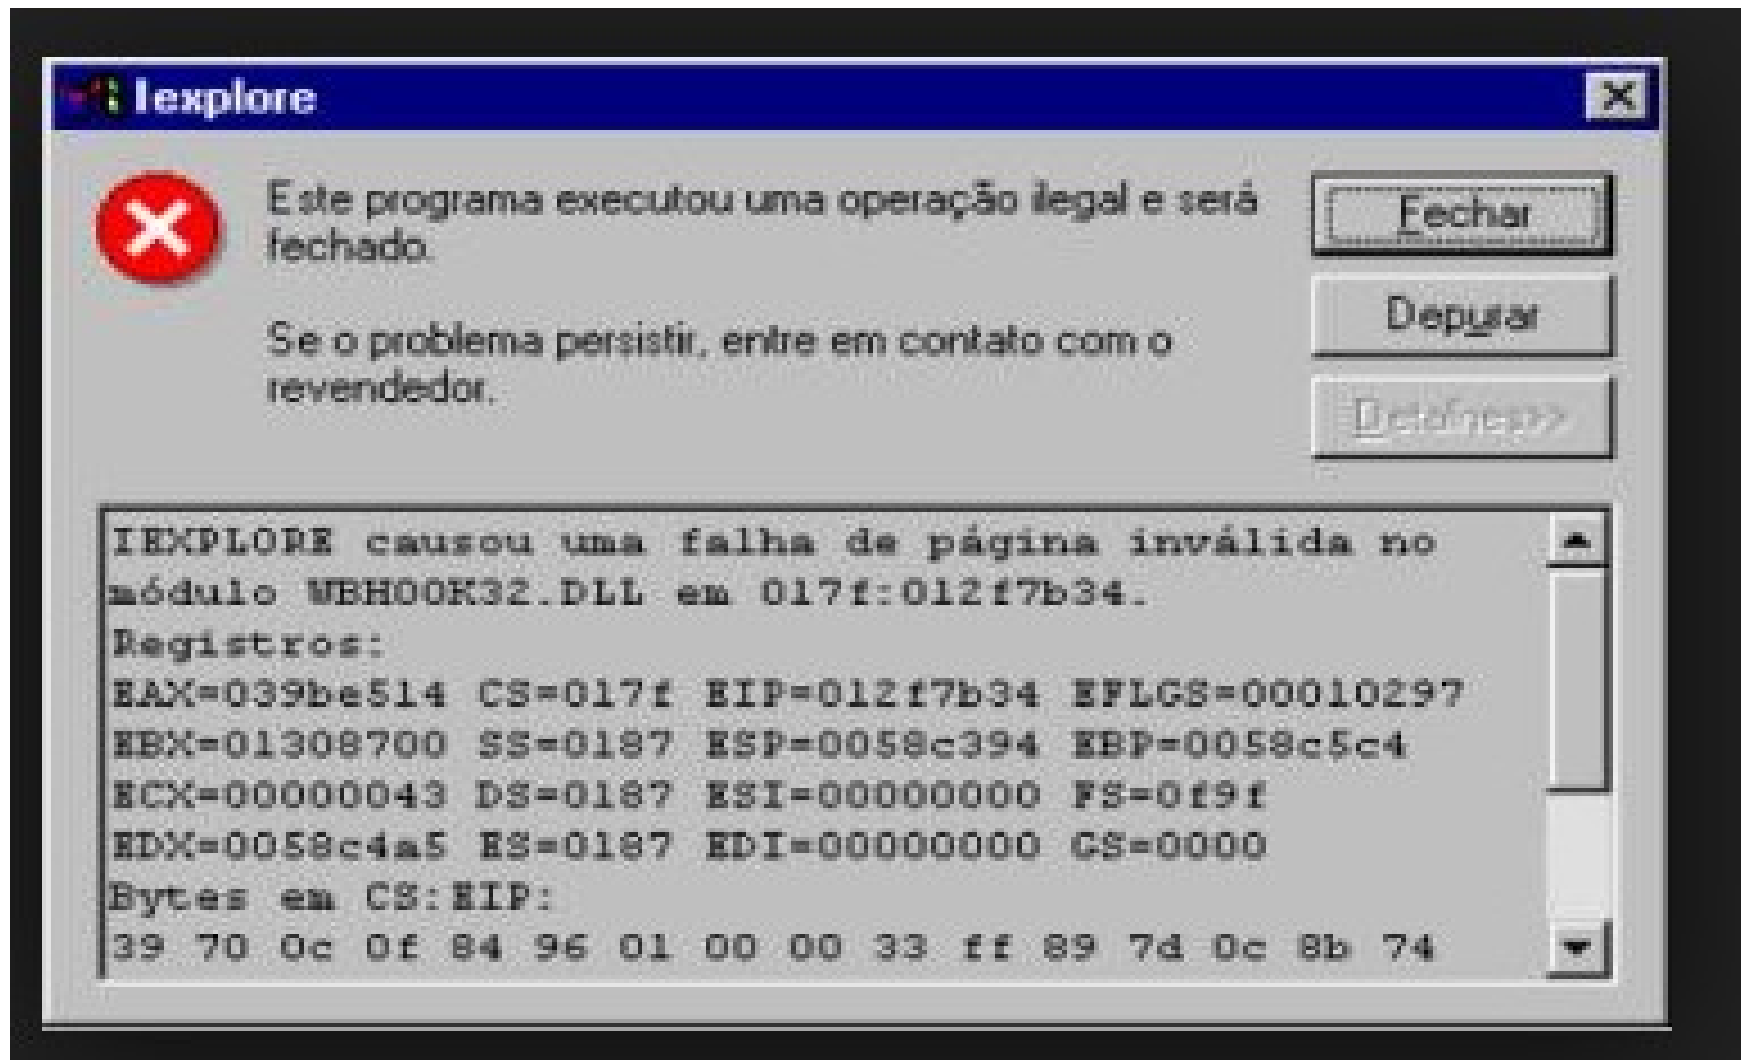 Iexplore
Este programa executou uma operação ilegal e será
fechado.
Se o problema persistir, entre em contato com o
revendedor.
Fechar
Depurar
Detalhes>>
IEXPLORE causou uma falha de página inválida no
módulo WBHOOK32.DLL em 017f:012f7b34.
Registros:
EAX=039be514 CS=017f EIP=012f7b34 EFLGS=00010297
EBX=01308700 SS=0187 ESP=0058c394 EBP=0058c5c4
ECX=00000043 DS=0187 ESI=00000000 FS=0f9f
EDX=0058c4a5 ES=0187 EDI=00000000 GS=0000
Bytes em CS:EIP:
39 70 0c 0f 84 96 01 00 00 33 ff 89 7d 0c 8b 74